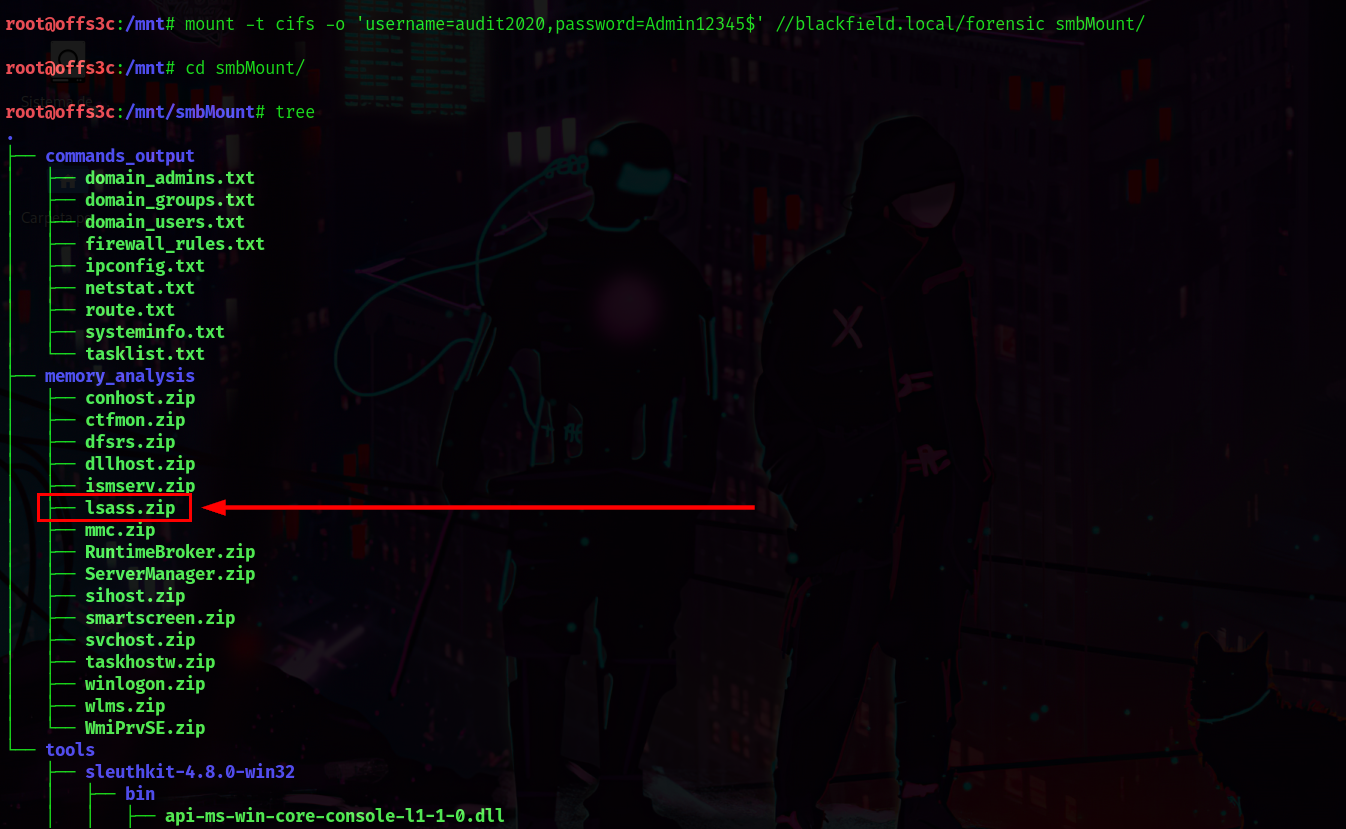 root@offs3c:/mnt# mount -t cifs -o 'username=audit2020,password=Admin12345$' //blackfield.local/forensic smbMount/
root@offs3c:/mnt# cd smbMount/
root@offs3c:/mnt/smbMount# tree
.
├── commands_output
│   ├── domain_admins.txt
│   ├── domain_groups.txt
│   ├── domain_users.txt
│   ├── firewall_rules.txt
│   ├── ipconfig.txt
│   ├── netstat.txt
│   ├── route.txt
│   ├── systeminfo.txt
│   └── tasklist.txt
├── memory_analysis
│   ├── conhost.zip
│   ├── ctfmon.zip
│   ├── dfsrs.zip
│   ├── dllhost.zip
│   ├── ismserv.zip
│   ├── lsass.zip
│   ├── mmc.zip
│   ├── RuntimeBroker.zip
│   ├── ServerManager.zip
│   ├── sihost.zip
│   ├── smartscreen.zip
│   ├── svchost.zip
│   ├── taskhostw.zip
│   ├── winlogon.zip
│   ├── wlms.zip
│   └── WmiPrvSE.zip
└── tools
    ├── sleuthkit-4.8.0-win32
    │   ├── bin
    │   │   ├── api-ms-win-core-console-l1-1-0.dll